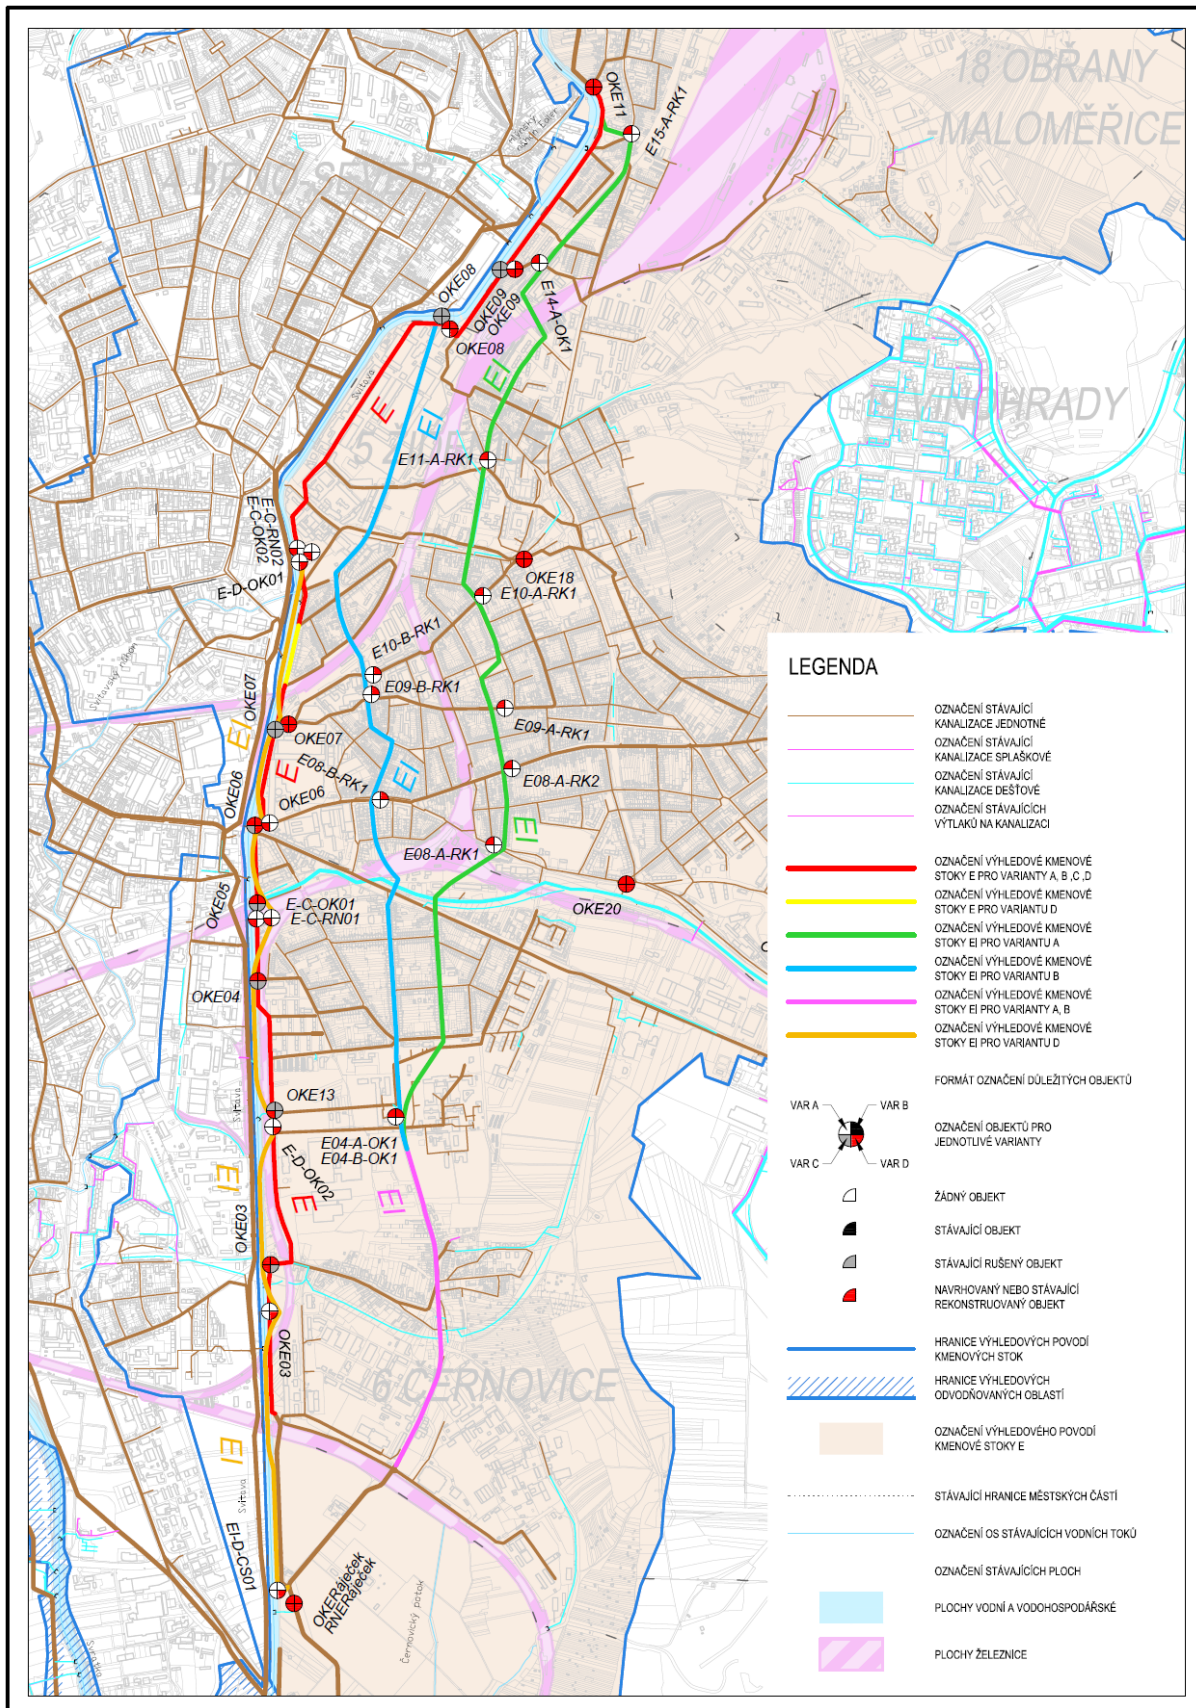 18 OBŘANY
-MALOMĚŘICE
OKE11
E15-A-RK1
OKE08
OKE09
OKE09
E14-A-OK1
OKE08
EI
Svitava
E
EI
VINOHRADY
E11-A-RK1
E-C-RN02
E-C-OK02
E-D-OK01
OKE18
E10-A-RK1
E10-B-RK1
E09-B-RK1
OKE07
Svitavský náhon
E09-A-RK1
EI
OKE07
E
E08-B-RK1
EI
E08-A-RK2
OKE06
OKE06
EI
E08-A-RK1
OKE05
E-C-OK01
E-C-RN01
OKE20
OKE04
OKE13
Svitava
E04-A-OK1
E04-B-OK1
E-D-OK02
EI
E
EI
OKE03
OKE03
6 ČERNOVICE
EI
Svitava
EI-D-CS01
OKERáječek
RNERáječek
Černovický potok
Svratka
LEGENDA
OZNAČENÍ STÁVAJÍCÍ
KANALIZACE JEDNOTNÉ
OZNAČENÍ STÁVAJÍCÍ
KANALIZACE SPLAŠKOVÉ
OZNAČENÍ STÁVAJÍCÍ
KANALIZACE DEŠŤOVÉ
OZNAČENÍ STÁVAJÍCÍCH
VÝTLAKŮ NA KANALIZACI
OZNAČENÍ VÝHLEDOVÉ KMENOVÉ
STOKY E PRO VARIANTY A, B ,C ,D
OZNAČENÍ VÝHLEDOVÉ KMENOVÉ
STOKY E PRO VARIANTU D
OZNAČENÍ VÝHLEDOVÉ KMENOVÉ
STOKY EI PRO VARIANTU A
OZNAČENÍ VÝHLEDOVÉ KMENOVÉ
STOKY EI PRO VARIANTU B
OZNAČENÍ VÝHLEDOVÉ KMENOVÉ
STOKY EI PRO VARIANTY A, B
OZNAČENÍ VÝHLEDOVÉ KMENOVÉ
STOKY EI PRO VARIANTU D
FORMÁT OZNAČENÍ DŮLEŽITÝCH OBJEKTŮ
VAR A
VAR B
VAR C
VAR D
OZNAČENÍ OBJEKTŮ PRO
JEDNOTLIVÉ VARIANTY
ŽÁDNÝ OBJEKT
STÁVAJÍCÍ OBJEKT
STÁVAJÍCÍ RUŠENÝ OBJEKT
NAVRHOVANÝ NEBO STÁVAJÍCÍ
REKONSTRUOVANÝ OBJEKT
HRANICE VÝHLEDOVÝCH POVODÍ
KMENOVÝCH STOK
HRANICE VÝHLEDOVÝCH
ODVODŇOVANÝCH OBLASTÍ
OZNAČENÍ VÝHLEDOVÉHO POVODÍ
KMENOVÉ STOKY E
STÁVAJÍCÍ HRANICE MĚSTSKÝCH ČÁSTÍ
OZNAČENÍ OS STÁVAJÍCÍCH VODNÍCH TOKŮ
OZNAČENÍ STÁVAJÍCÍCH PLOCH
PLOCHY VODNÍ A VODOHOSPODÁŘSKÉ
PLOCHY ŽELEZNICE